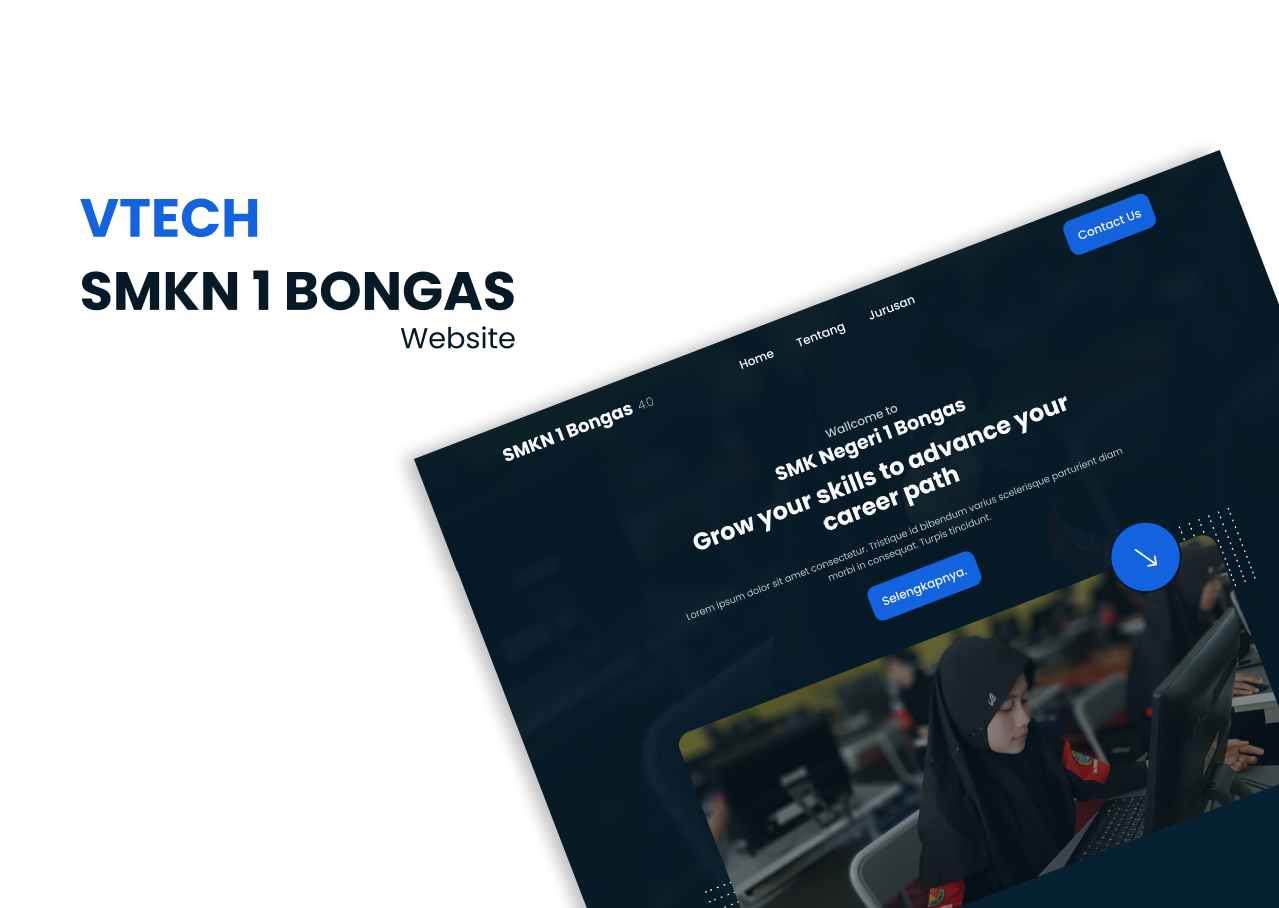 VTECH
SMKN 1 BONGAS
Website
SMKN 1 Bongas 4.0
Home Tentang Jurusan
Contact Us
Wallcome to
SMK Negeri 1 Bongas
Grow your skills to advance your
career path
Lorem ipsum dolor sit amet consectetur. Tristique id bibendum varius scelerisque parturient diam
morbi in consequat. Turpis tincidunt.
Selengkapnya.